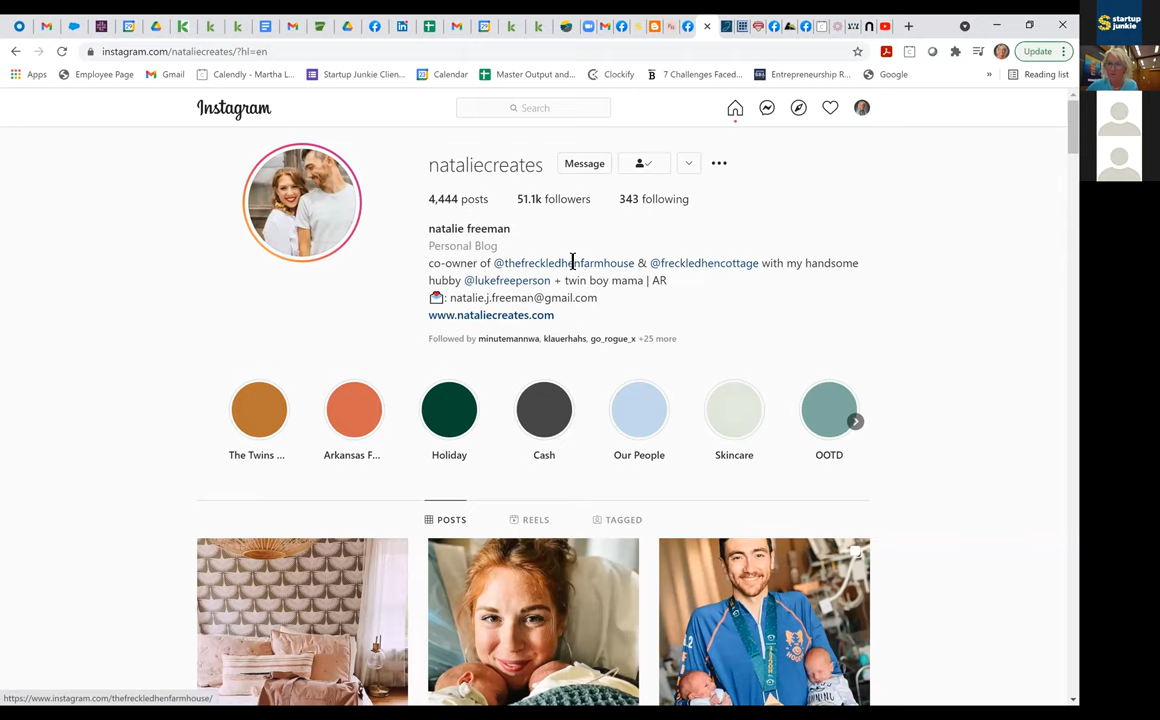 instagram.com/nataliecreates/?hl=en
Update
Apps
Employee Page
Gmail
Calendly - Martha L...
Startup Junkie Clien...
Calendar
Master Output and...
Clockify
7 Challenges Faced...
Entrepreneurship R...
Google
»
Reading list
startup
junkie
Instagram
Search
nataliecreates
Message
4,444 posts 51.1k followers 343 following
natalie freeman
Personal Blog
co-owner of @thefreckledhenfarmhouse & @freckledhencottage with my handsome
hubby @lukefreeperson + twin boy mama | AR
: natalie.j.freeman@gmail.com
www.nataliecreates.com
Followed by minutemannwa, klauerhahs, go_rogue_x +25 more
The Twins ... Arkansas F... Holiday Cash Our People Skincare OOTD
POSTS REELS TAGGED
https://www.instagram.com/thefreckledhenfarmhouse/